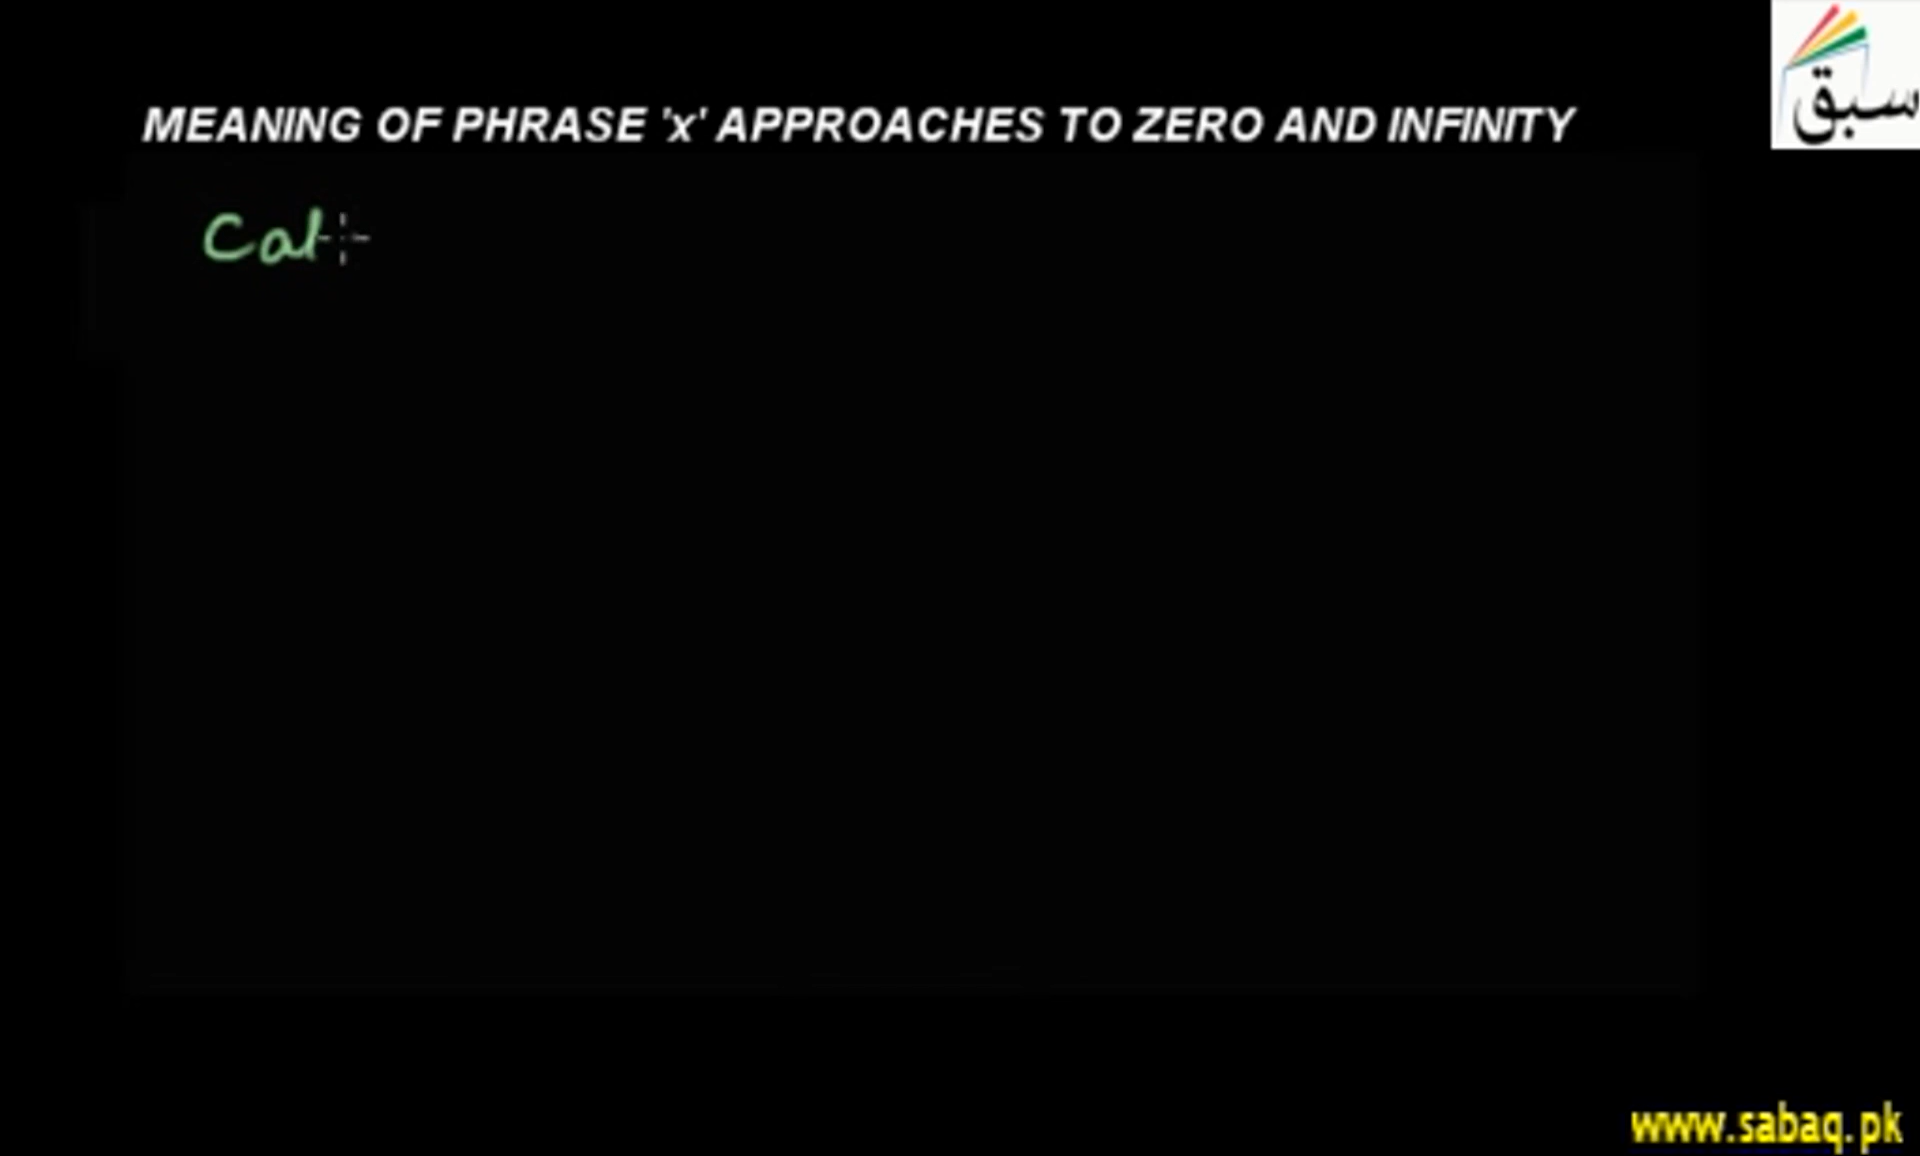 سبق
MEANING OF PHRASE 'x' APPROACHES TO ZERO AND INFINITY
Cal
www.sabaq.pk